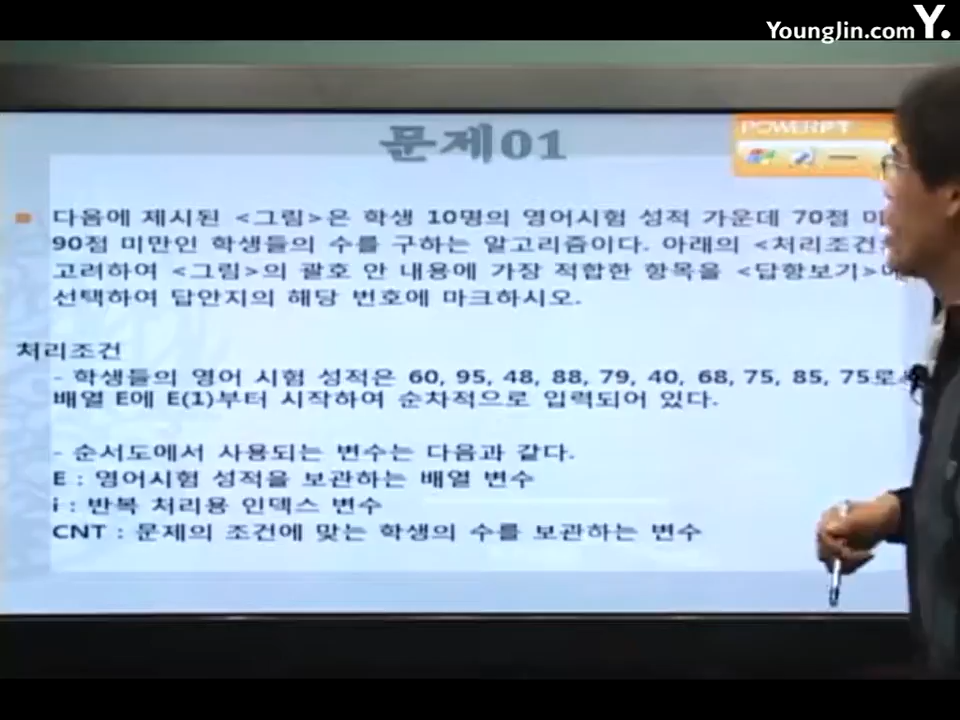 YoungJin.com Y.
문제01
POWERPT
다음에 제시된 <그림>은 학생 10명의 영어시험 성적 가운데 70점
90점 미만인 학생들의 수를 구하는 알고리즘이다. 아래의 <처리조건
고려하여 <그림>의 괄호 안 내용에 가장 적합한 항목을 <답항보기>
선택하여 답안지의 해당 번호에 마크하시오.
처리조건
- 학생들의 영어 시험 성적은 60, 95, 48, 88, 79, 40, 68, 75, 85, 75로
배열 E에 E(1)부터 시작하여 순차적으로 입력되어 있다.
- 순서도에서 사용되는 변수는 다음과 같다.
E : 영어시험 성적을 보관하는 배열 변수
i : 반복 처리용 인덱스 변수
CNT : 문제의 조건에 맞는 학생의 수를 보관하는 변수